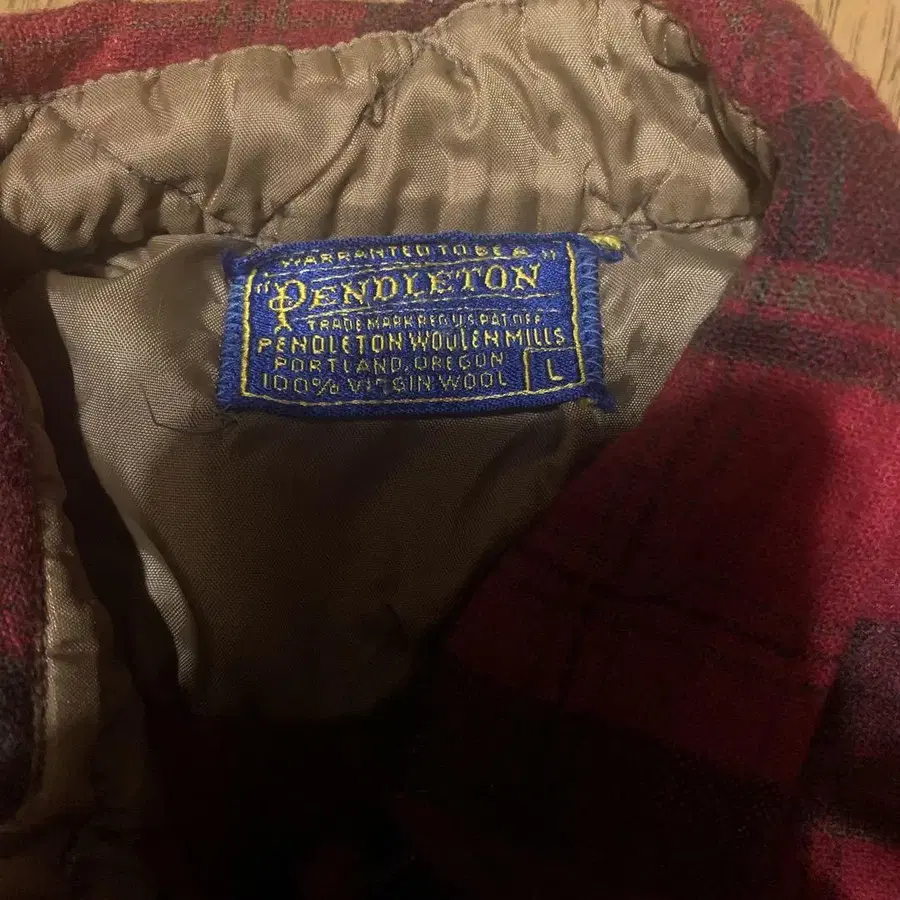 "WARRANTED TO BE A"
"PENDLETON
TRADE MARK REG U.S. PAT OFF.
PENDLETON WOOLEN MILLS
PORTLAND, OREGON
100% VIRGIN WOOL L